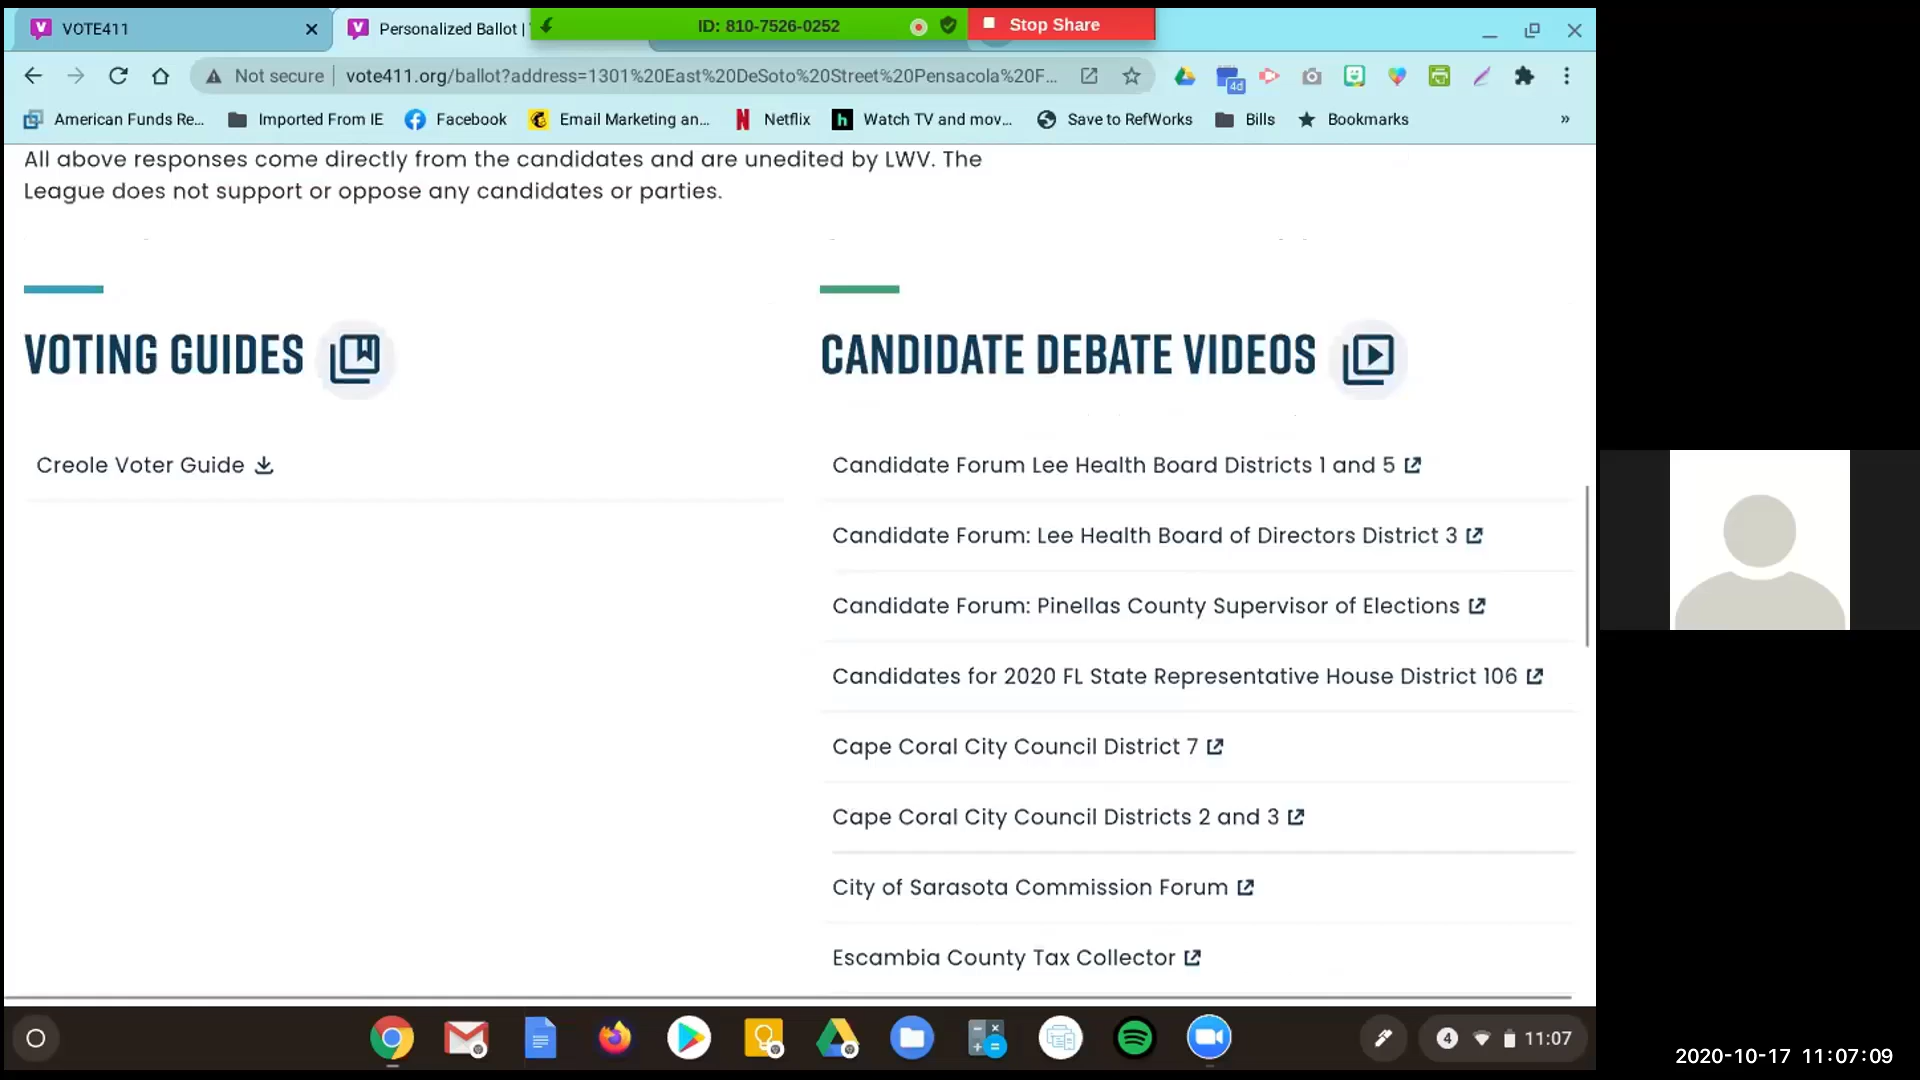 VOTE411
Personalized Ballot |
ID: 810-7526-0252
Stop Share
Not secure
vote411.org/ballot?address=1301%20East%20DeSoto%20Street%20Pensacola%20F...
4d
American Funds Re...
Imported From IE
Facebook
Email Marketing an...
Netflix
Watch TV and mov...
Save to RefWorks
Bills
Bookmarks
»
All above responses come directly from the candidates and are unedited by LWV. The
League does not support or oppose any candidates or parties.
VOTING GUIDES
Creole Voter Guide
CANDIDATE DEBATE VIDEOS
Candidate Forum Lee Health Board Districts 1 and 5
Candidate Forum: Lee Health Board of Directors District 3
Candidate Forum: Pinellas County Supervisor of Elections
Candidates for 2020 FL State Representative House District 106
Cape Coral City Council District 7
Cape Coral City Council Districts 2 and 3
City of Sarasota Commission Forum
Escambia County Tax Collector
4
11:07
2020-10-17 11:07:09